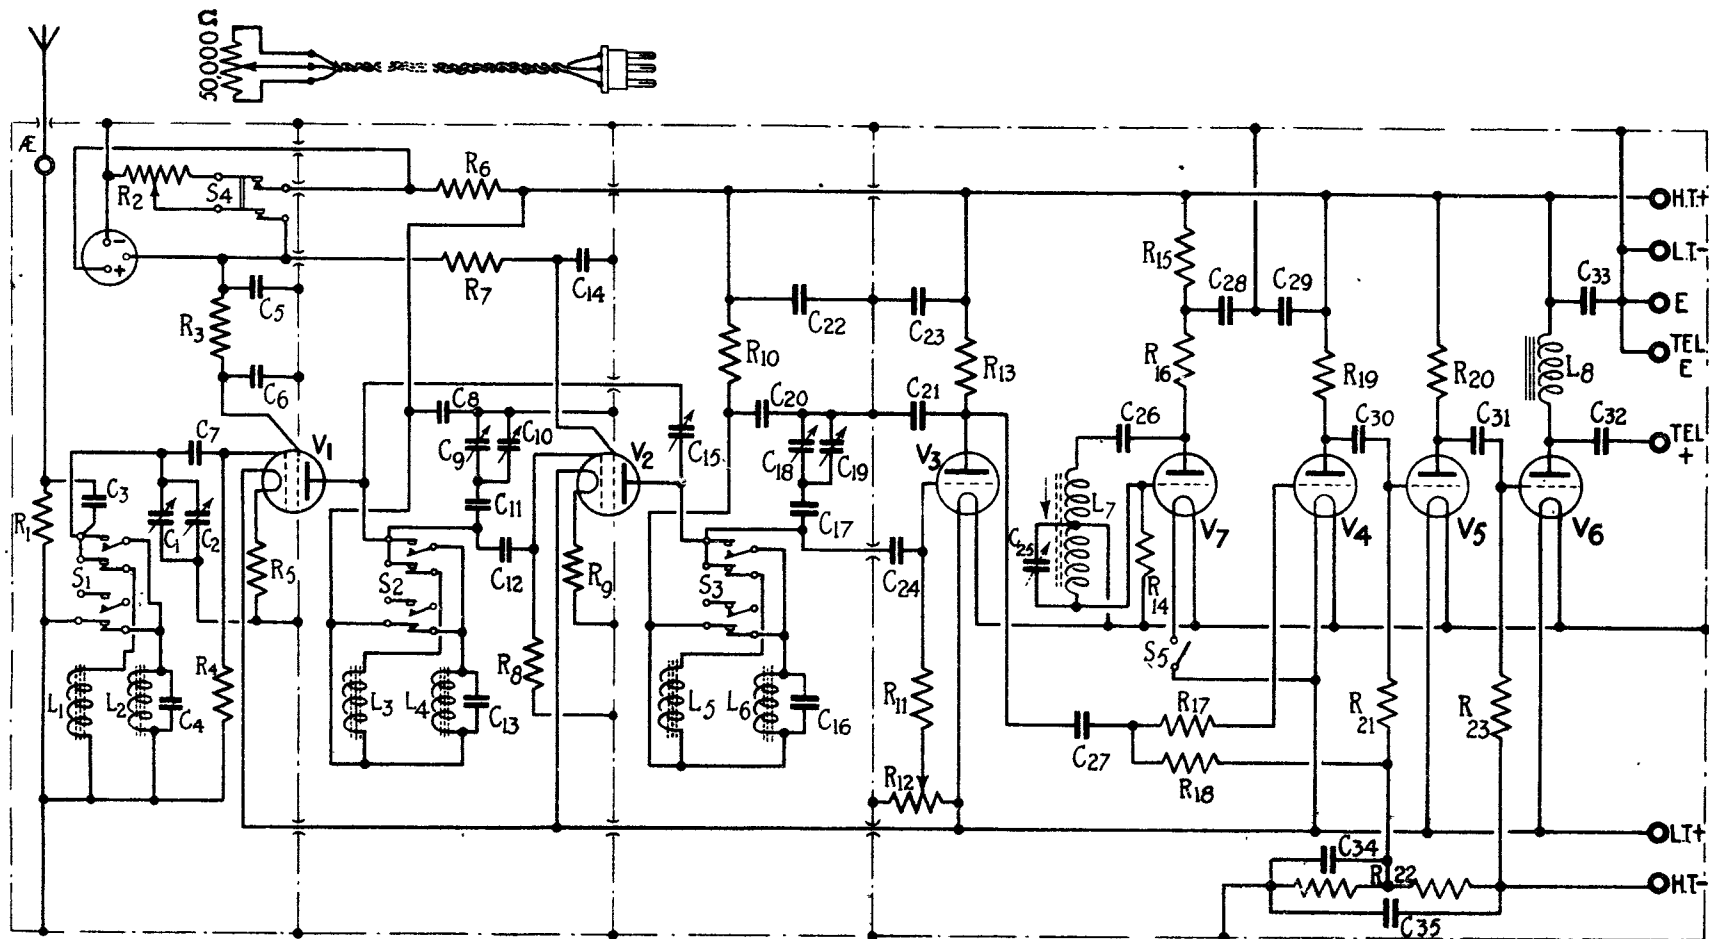 50000 Ω
Æ
R2
S4
-
+
R6
R7
C14
R3
C5
C6
C7
V1
C3
R1
C1
C2
S1
R5
R4
L1
L2
C4
C8
C9
C10
C11
C12
V2
C15
S2
R9
R8
L3
L4
C13
R10
C22
C23
C20
C21
R13
C18
C19
C17
V3
S3
C24
L5
L6
C16
R11
R12
R15
C28
C29
R16
C26
L7
C25
R14
V7
S5
R19
C30
V4
R20
C31
V5
L8
C33
C32
V6
R17
C27
R18
R21
R23
C34
R22
C35
H.T.+
L.T-
E
TEL
E
TEL
+
L.T+
H.T-